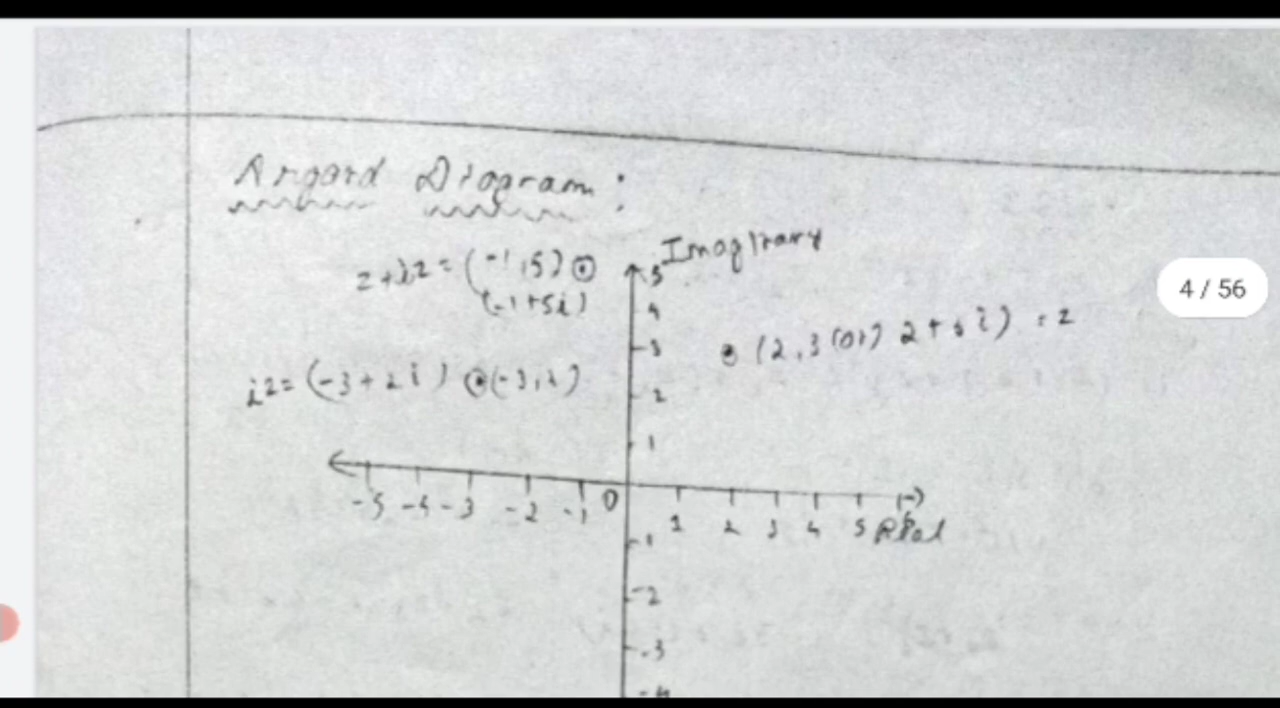 Argard Diagram :
z+iz = (-1,5)
(-1+5i)
Imaginary
4 / 56
(2,3 (or) 2+3i) = z
iz = (-3+2i) (-3,2)
5
4
3
2
1
-5 -4 -3 -2 -1 0 1 2 3 4 5 Real
-1
-2
-3
-4